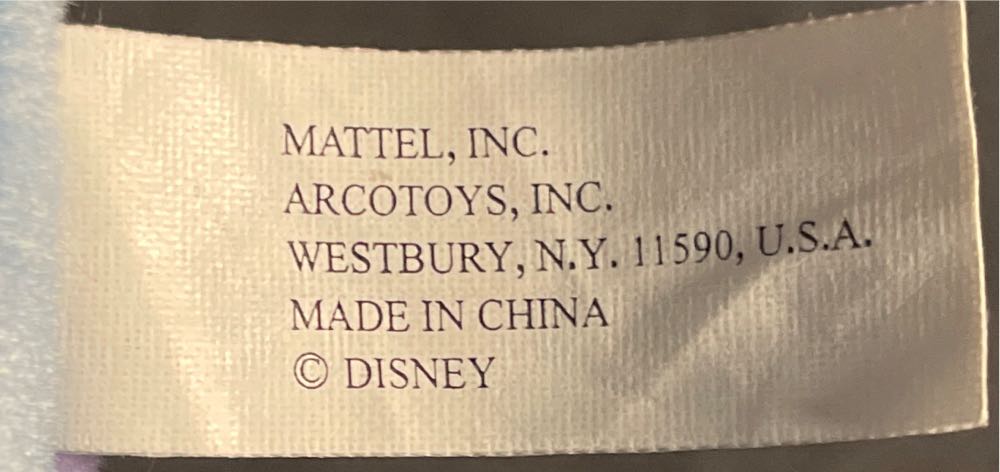 MATTEL, INC.
ARCOTOYS, INC.
WESTBURY, N.Y. 11590, U.S.A.
MADE IN CHINA
© DISNEY